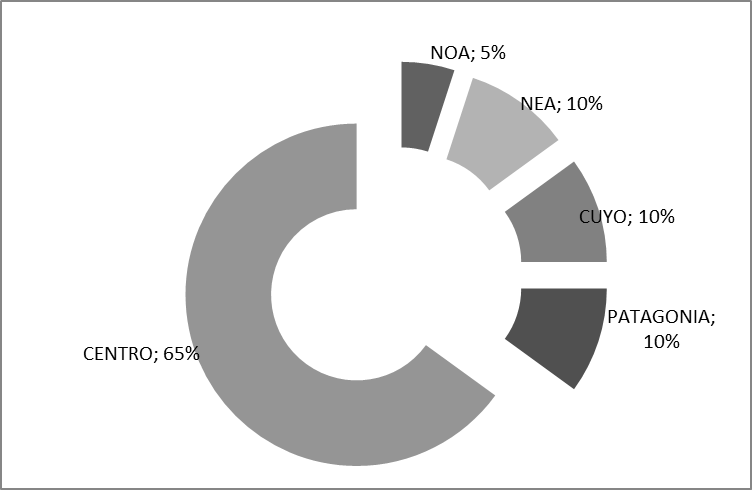 NOA; 5%
NEA; 10%
CUYO; 10%
PATAGONIA;
10%
CENTRO; 65%